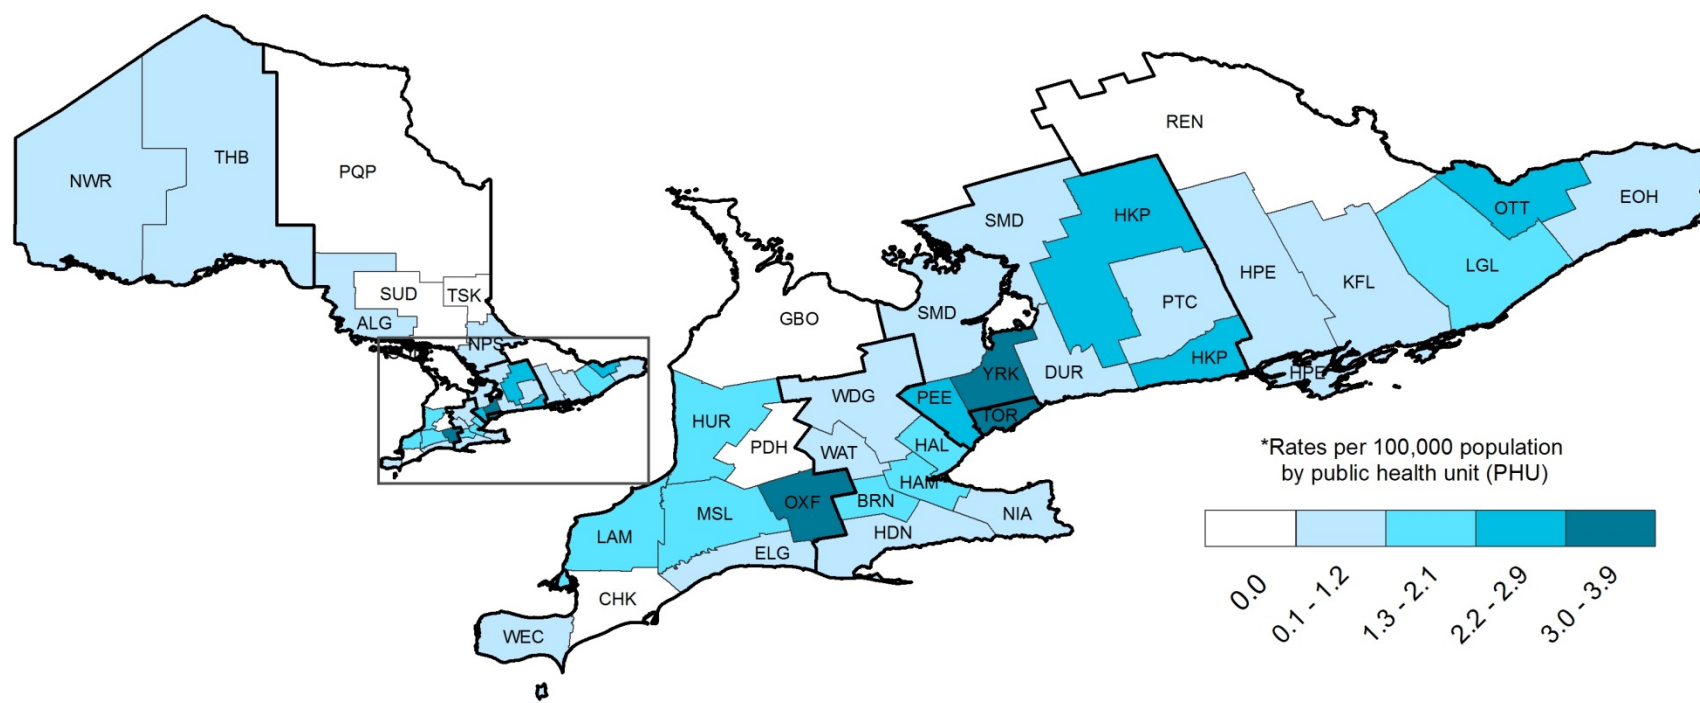 NWR
THB
PQP
SUD
TSK
ALG
NPS
REN
SMD
HKP
OTT
EOH
HPE
KFL
LGL
PTC
GBO
SMD
HKP
YRK
DUR
HPE
WDG
PEE
TOR
HUR
PDH
WAT
HAL
OXF
BRN
HAM
NIA
LAM
MSL
HDN
ELG
CHK
WEC
*Rates per 100,000 population
by public health unit (PHU)
0.0
0.1 - 1.2
1.3 - 2.1
2.2 - 2.9
3.0 - 3.9